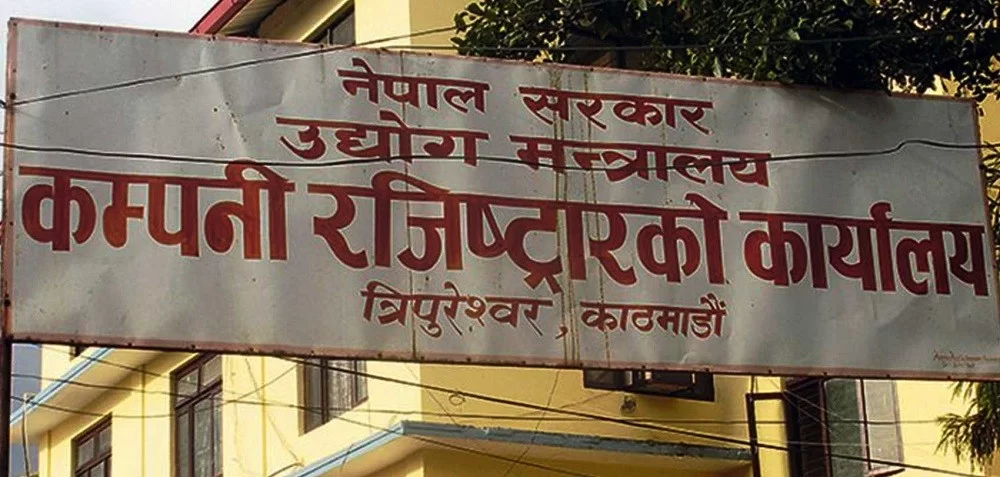 नेपाल सरकार
उद्योग मन्त्रालय
कम्पनी रजिष्ट्रारको कार्यालय
त्रिपुरेश्वर, काठमाडौं